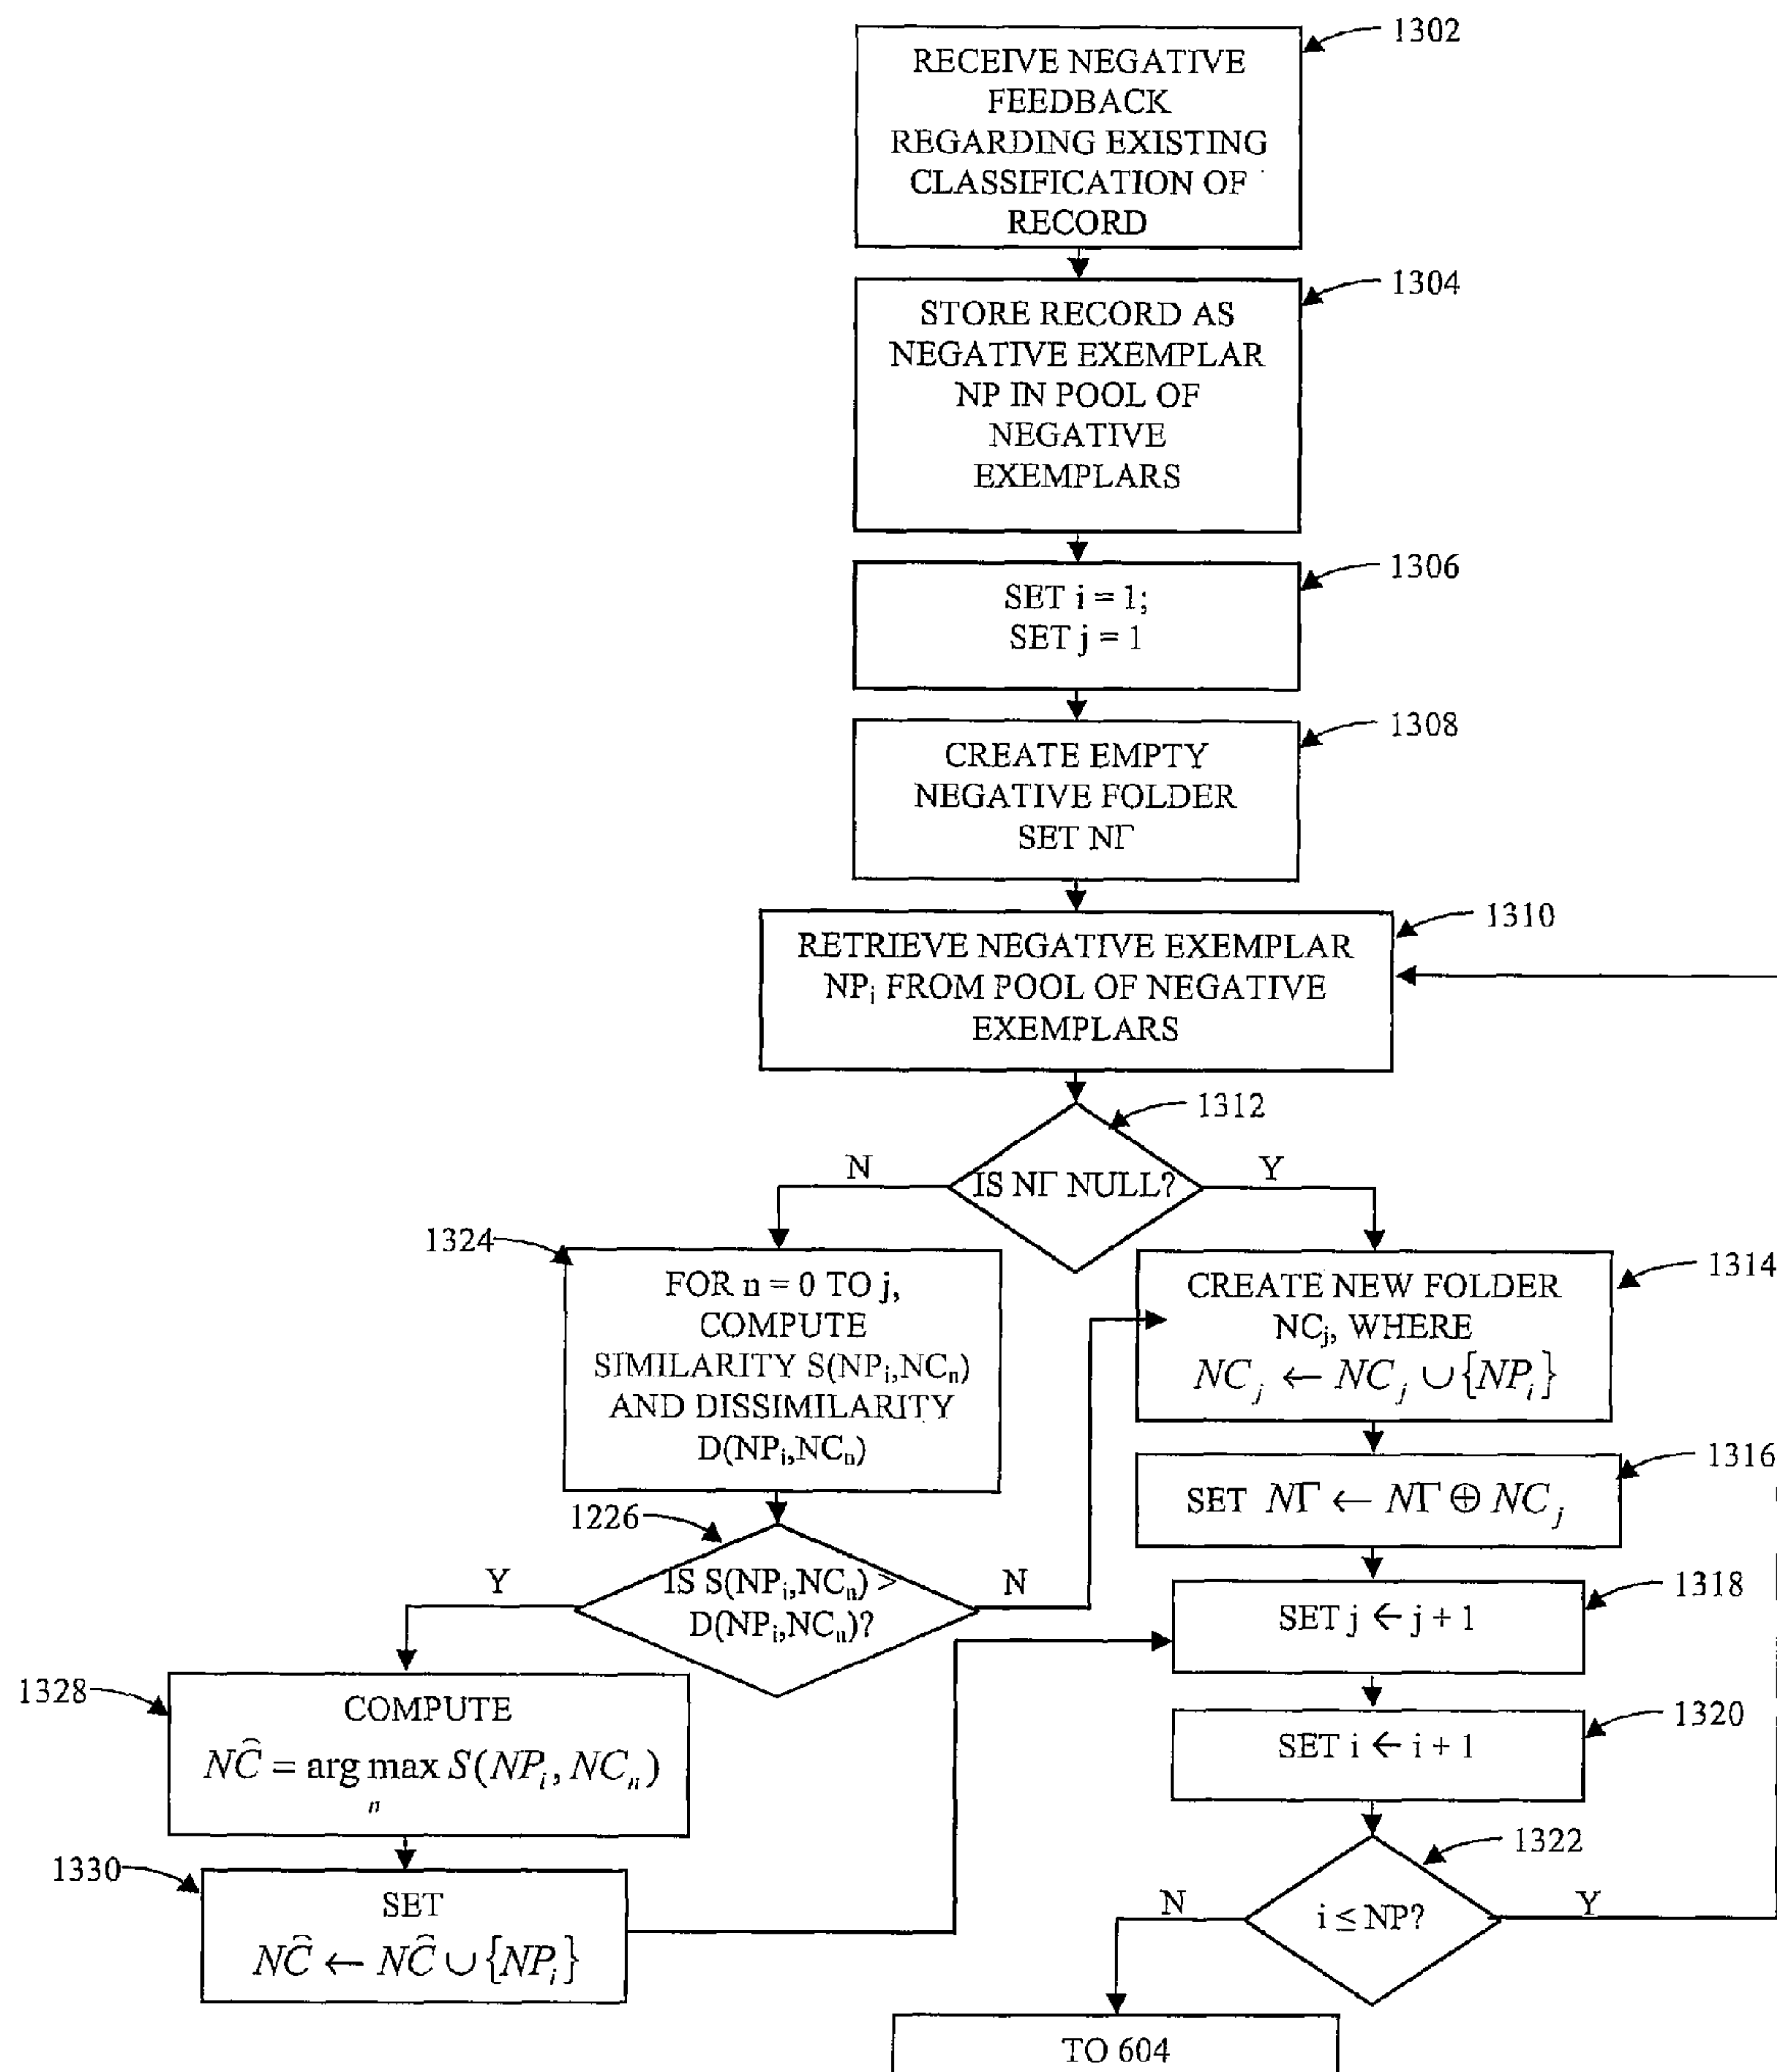 1302
RECEIVE NEGATIVE
FEEDBACK
REGARDING EXISTING
CLASSIFICATION OF
RECORD
1304
STORE RECORD AS
NEGATIVE EXEMPLAR
NP IN POOL OF
NEGATIVE
EXEMPLARS
1306
SET i = 1;
SET j = 1
1308
CREATE EMPTY
NEGATIVE FOLDER
SET NΓ
1310
RETRIEVE NEGATIVE EXEMPLAR
NPᵢ FROM POOL OF NEGATIVE
EXEMPLARS
1312
IS NΓ NULL?
N
Y
1324
FOR n = 0 TO j,
COMPUTE
SIMILARITY S(NPᵢ,NCₙ)
AND DISSIMILARITY
D(NPᵢ,NCₙ)
1314
CREATE NEW FOLDER
NCⱼ, WHERE
NCⱼ ← NCⱼ ∪ {NPᵢ}
1316
SET NΓ ← NΓ ⊕ NCⱼ
1226
IS S(NPᵢ,NCₙ) >
D(NPᵢ,NCₙ)?
Y
N
1318
SET j ← j + 1
1328
COMPUTE
NĈ = arg max S(NPᵢ, NCₙ)
n
1320
SET i ← i + 1
1330
SET
NĈ ← NĈ ∪ {NPᵢ}
1322
i ≤ NP?
N
Y
TO 604